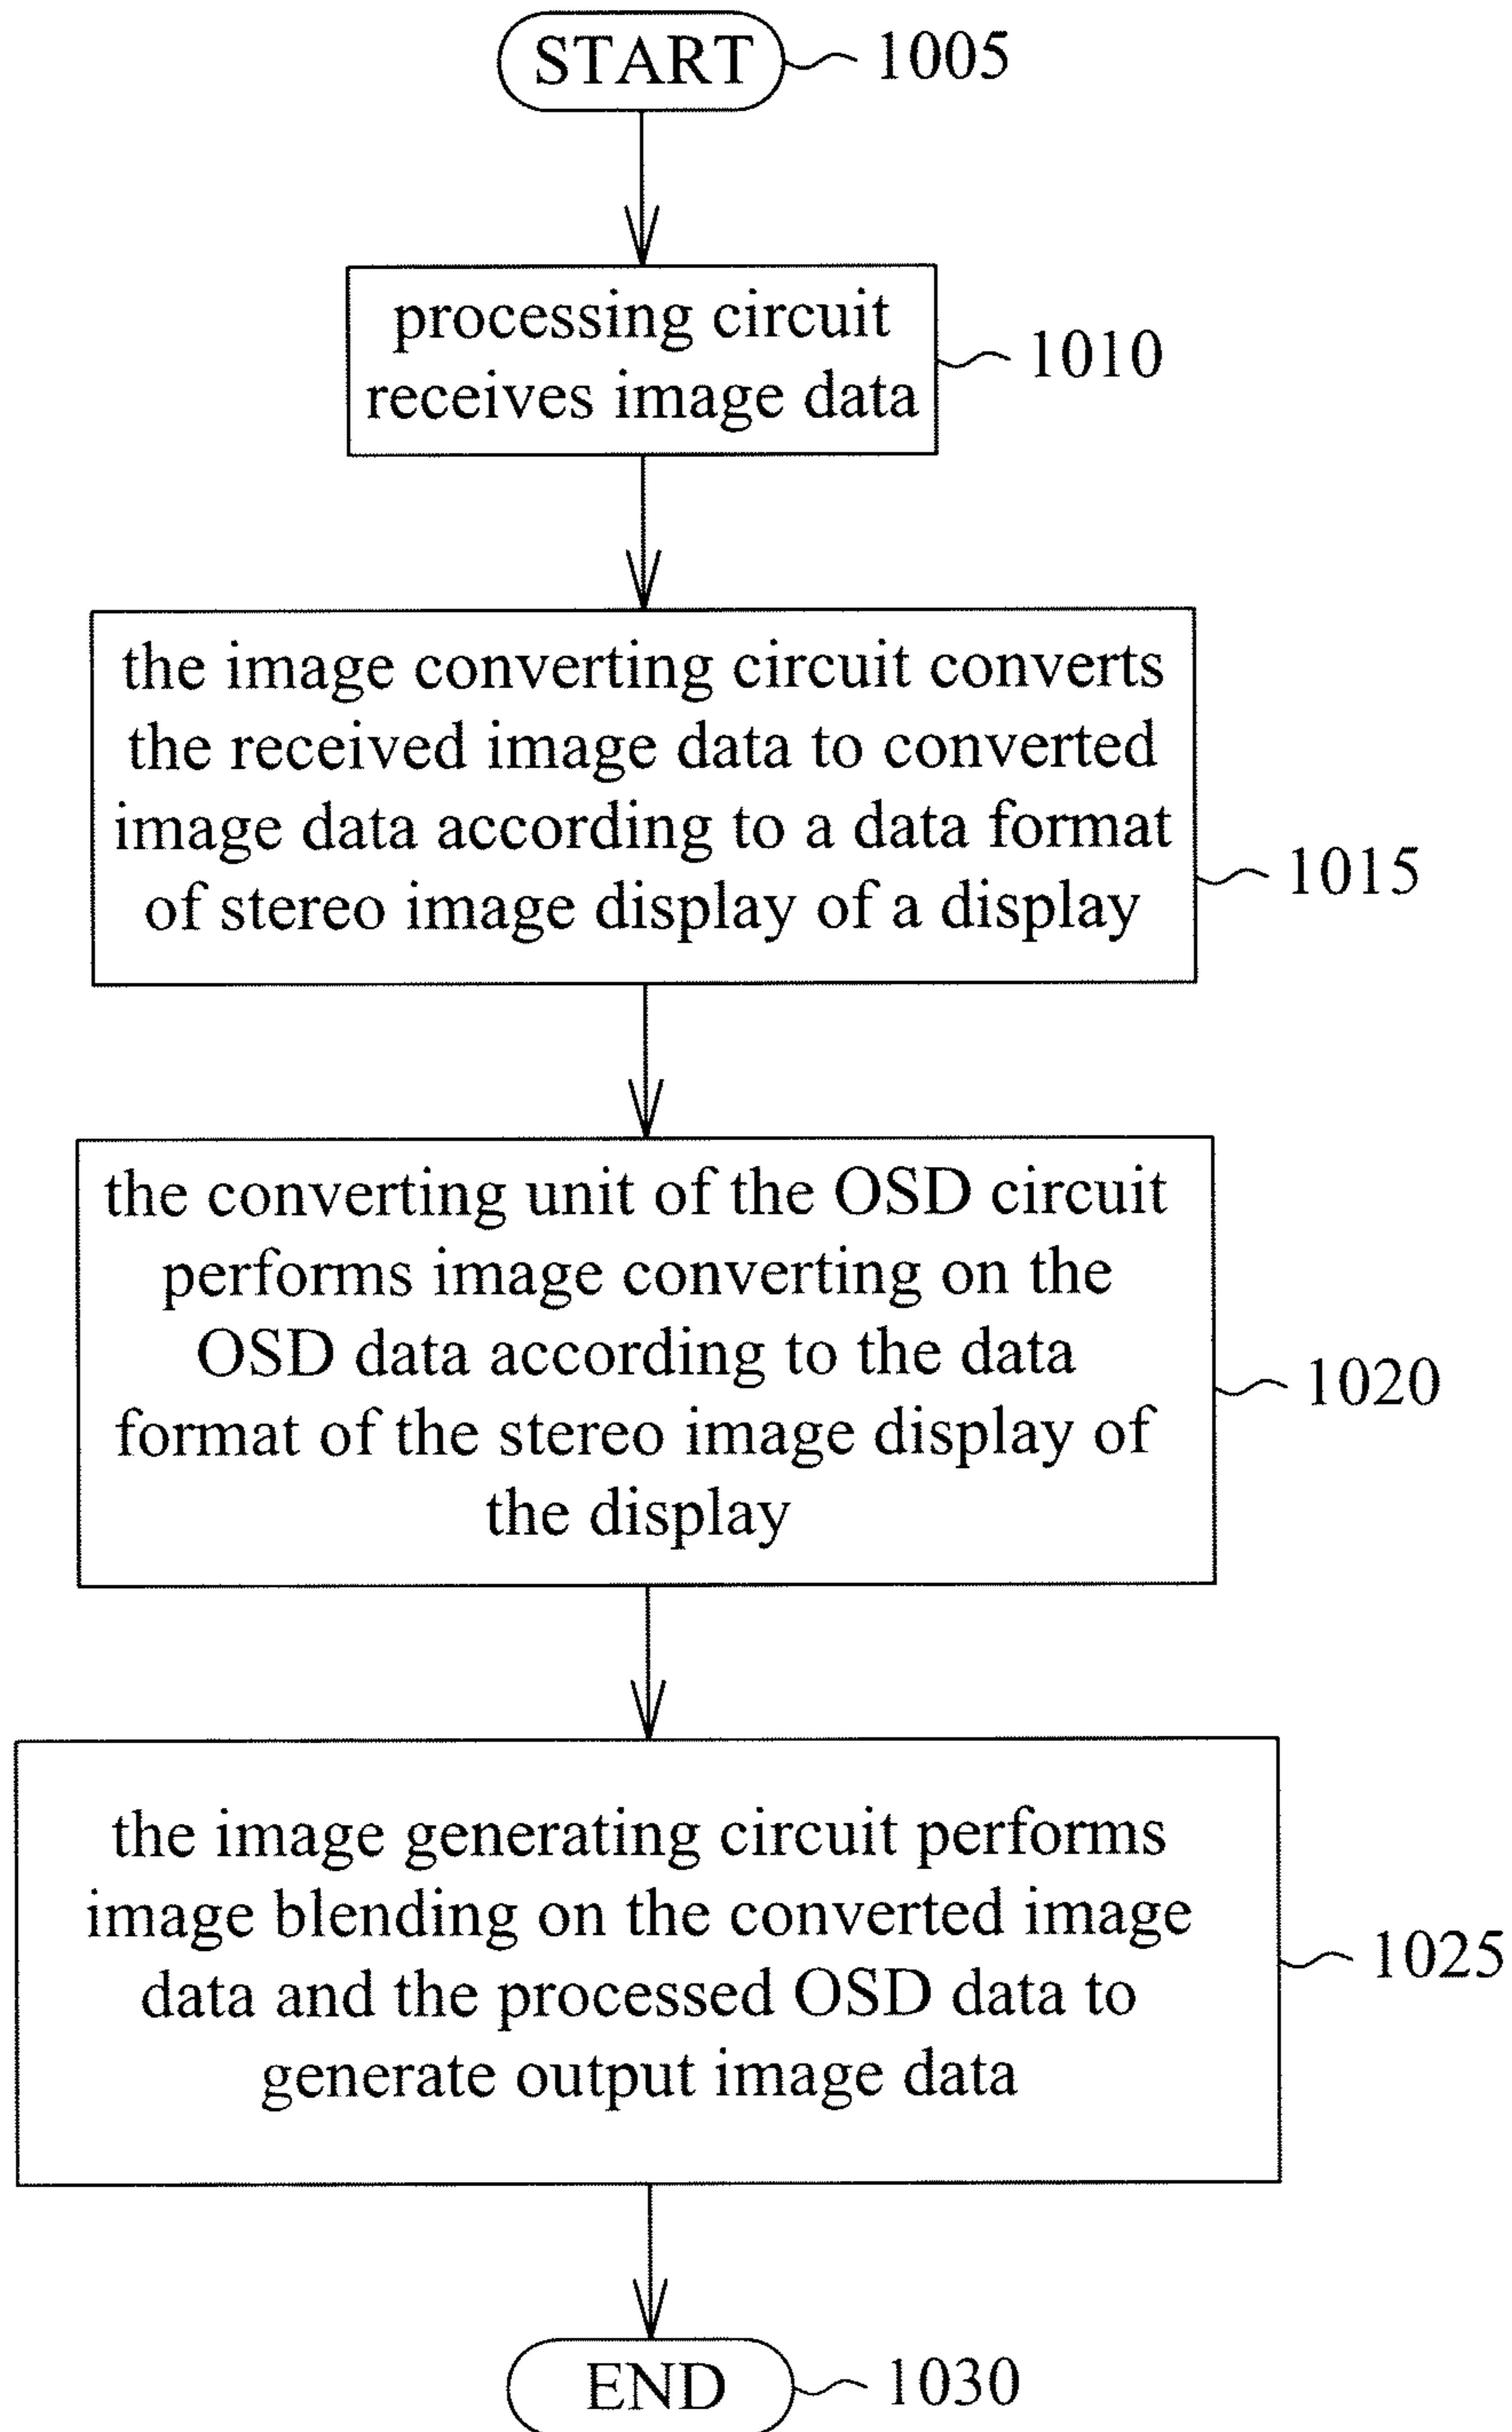 START 1005
processing circuit
receives image data
1010
the image converting circuit converts
the received image data to converted
image data according to a data format
of stereo image display of a display
1015
the converting unit of the OSD circuit
performs image converting on the
OSD data according to the data
format of the stereo image display of
the display
1020
the image generating circuit performs
image blending on the converted image
data and the processed OSD data to
generate output image data
1025
END 1030